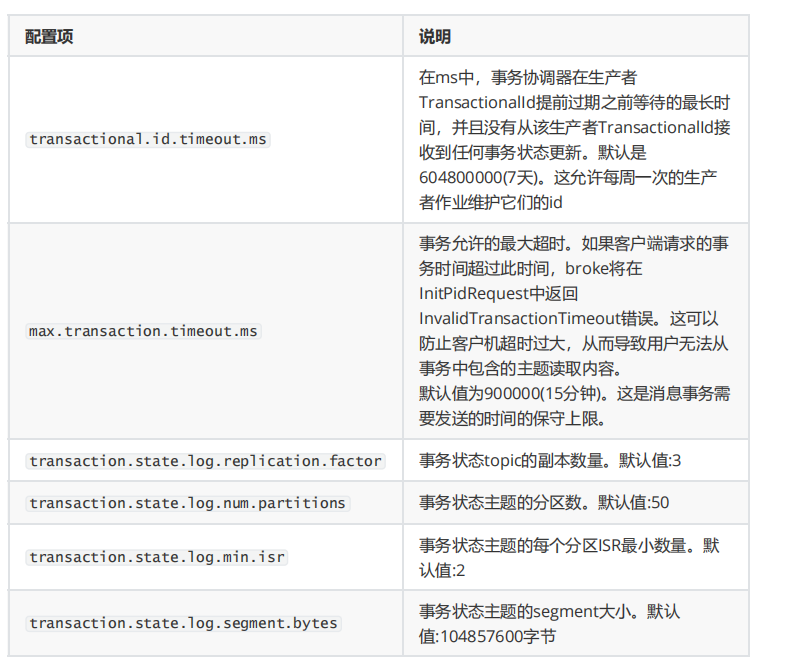 配置项
说明
transactional.id.timeout.ms
在ms中，事务协调器在生产者
TransactionalId提前过期之前等待的最长时
间，并且没有从该生产者TransactionalId接
收到任何事务状态更新。默认是
604800000(7天)。这允许每周一次的生产
者作业维护它们的id
max.transaction.timeout.ms
事务允许的最大超时。如果客户端请求的事
务时间超过此时间，broke将在
InitPidRequest中返回
InvalidTransactionTimeout错误。这可以
防止客户机超时过大，从而导致用户无法从
事务中包含的主题读取内容。
默认值为900000(15分钟)。这是消息事务需
要发送的时间的保守上限。
transaction.state.log.replication.factor
事务状态topic的副本数量。默认值:3
transaction.state.log.num.partitions
事务状态主题的分区数。默认值:50
transaction.state.log.min.isr
事务状态主题的每个分区ISR最小数量。默
认值:2
transaction.state.log.segment.bytes
事务状态主题的segment大小。默认
值:104857600字节